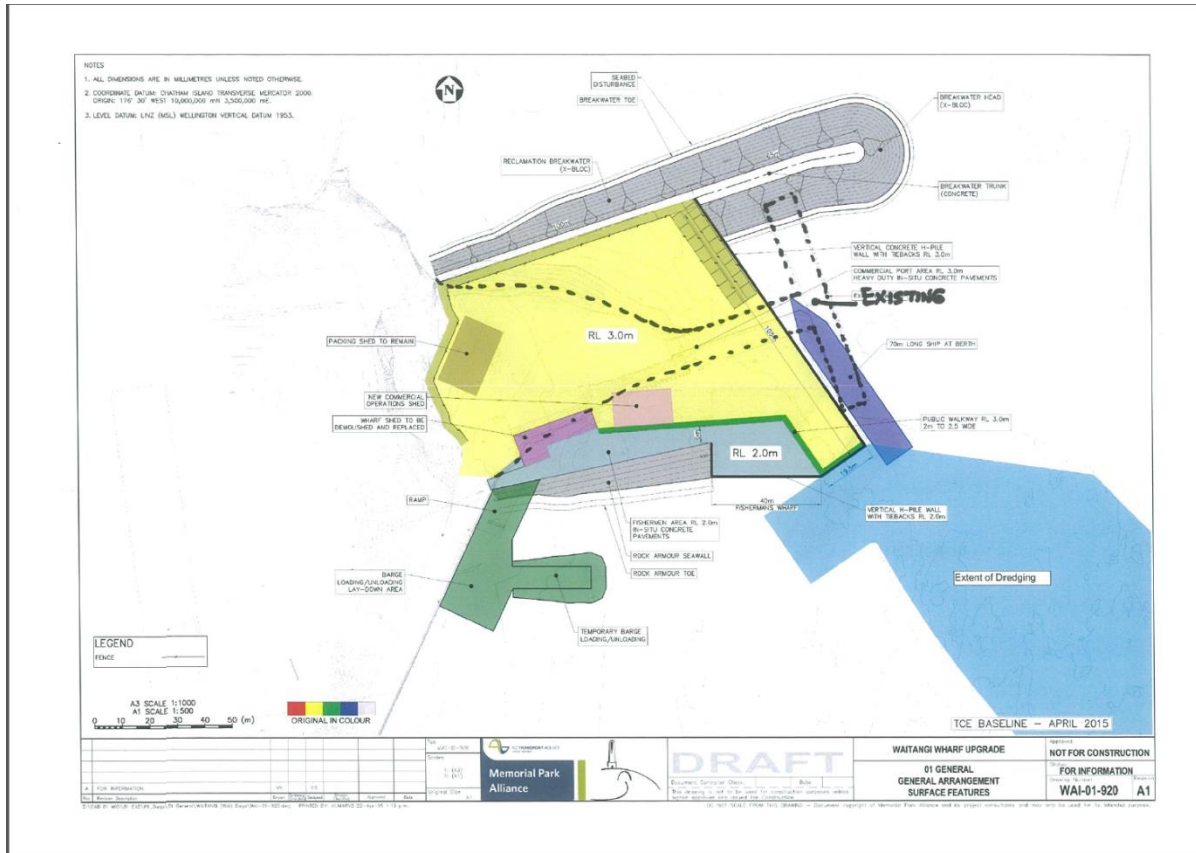 NOTES
1. ALL DIMENSIONS ARE IN MILLIMETRES UNLESS NOTED OTHERWISE.
2. COORDINATE DATUM: CHATHAM ISLAND TRANSVERSE MERCATOR 2000.
ORIGIN: 176° 30' WEST 10,000,000 mN 3,500,000 mE.
3. LEVEL DATUM: LINZ (MSL) WELLINGTON VERTICAL DATUM 1953.
N
SEABED
DISTURBANCE
BREAKWATER TOE
BREAKWATER HEAD
(X-BLOC)
RECLAMATION BREAKWATER
(X-BLOC)
BREAKWATER TRUNK
(CONCRETE)
VERTICAL CONCRETE H-PILE
WALL WITH TIEBACKS RL 3.0m
COMMERCIAL PORT AREA RL 3.0m
HEAVY DUTY IN-SITU CONCRETE PAVEMENTS
EXISTING
RL 3.0m
PACKING SHED TO REMAIN
70m LONG SHIP AT BERTH
NEW COMMERCIAL
OPERATIONS SHED
WHARF SHED TO BE
DEMOLISHED AND REPLACED
PUBLIC WALKWAY RL 3.0m
2m TO 2.5 WIDE
RL 2.0m
RAMP
40m
FISHERMANS WHARF
VERTICAL H-PILE WALL
WITH TIEBACKS RL 2.0m
FISHERMEN AREA RL 2.0m
IN-SITU CONCRETE
PAVEMENTS
ROCK ARMOUR SEAWALL
ROCK ARMOUR TOE
BARGE
LOADING/UNLOADING
LAY-DOWN AREA
Extent of Dredging
TEMPORARY BARGE
LOADING/UNLOADING
LEGEND
FENCE
A3 SCALE 1:1000
A1 SCALE 1:500
0 10 20 30 40 50 (m)
ORIGINAL IN COLOUR
TCE BASELINE - APRIL 2015
Memorial Park
Alliance
DRAFT
WAITANGI WHARF UPGRADE
01 GENERAL
GENERAL ARRANGEMENT
SURFACE FEATURES
NOT FOR CONSTRUCTION
FOR INFORMATION
WAI-01-920
A1